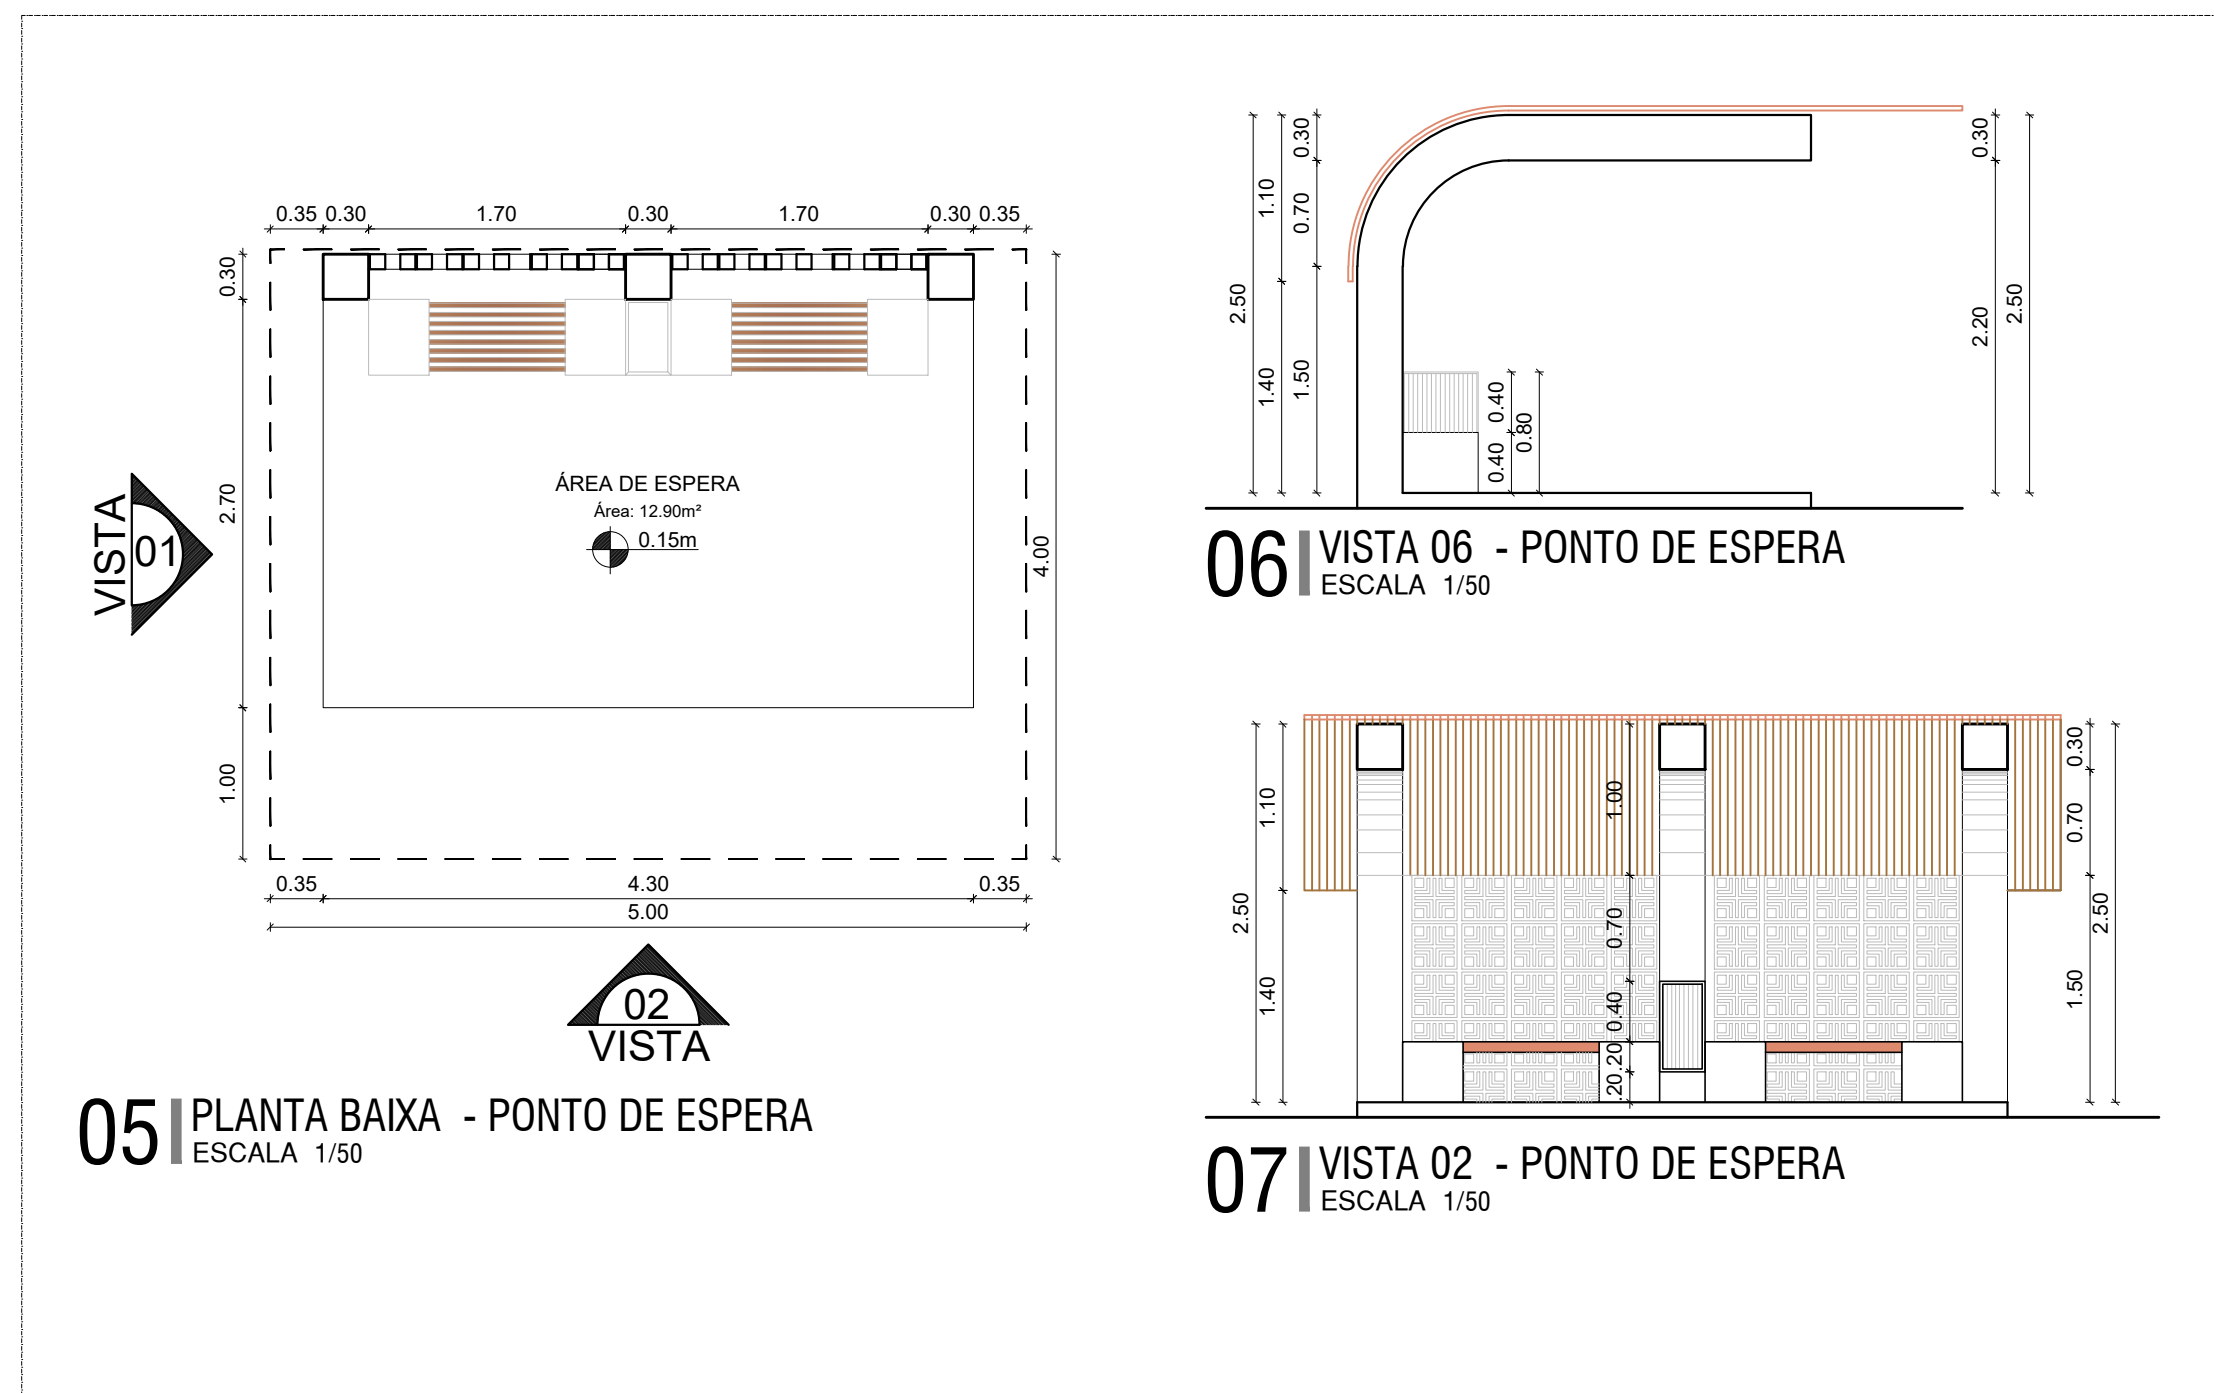 0.35 0.30 1.70 0.30 1.70 0.30 0.35
0.30
2.70
1.00
4.00
ÁREA DE ESPERA
Área: 12.90m²
0.15m
VISTA
01
0.35 4.30 0.35
5.00
02
VISTA
05 PLANTA BAIXA - PONTO DE ESPERA
ESCALA 1/50
2.50
1.10
1.40
0.30
0.70
1.50
0.40
0.40
0.80
0.30
2.20
2.50
06 VISTA 06 - PONTO DE ESPERA
ESCALA 1/50
2.50
1.10
1.40
1.00
0.70
0.40
.20
.20
0.30
0.70
1.50
2.50
07 VISTA 02 - PONTO DE ESPERA
ESCALA 1/50